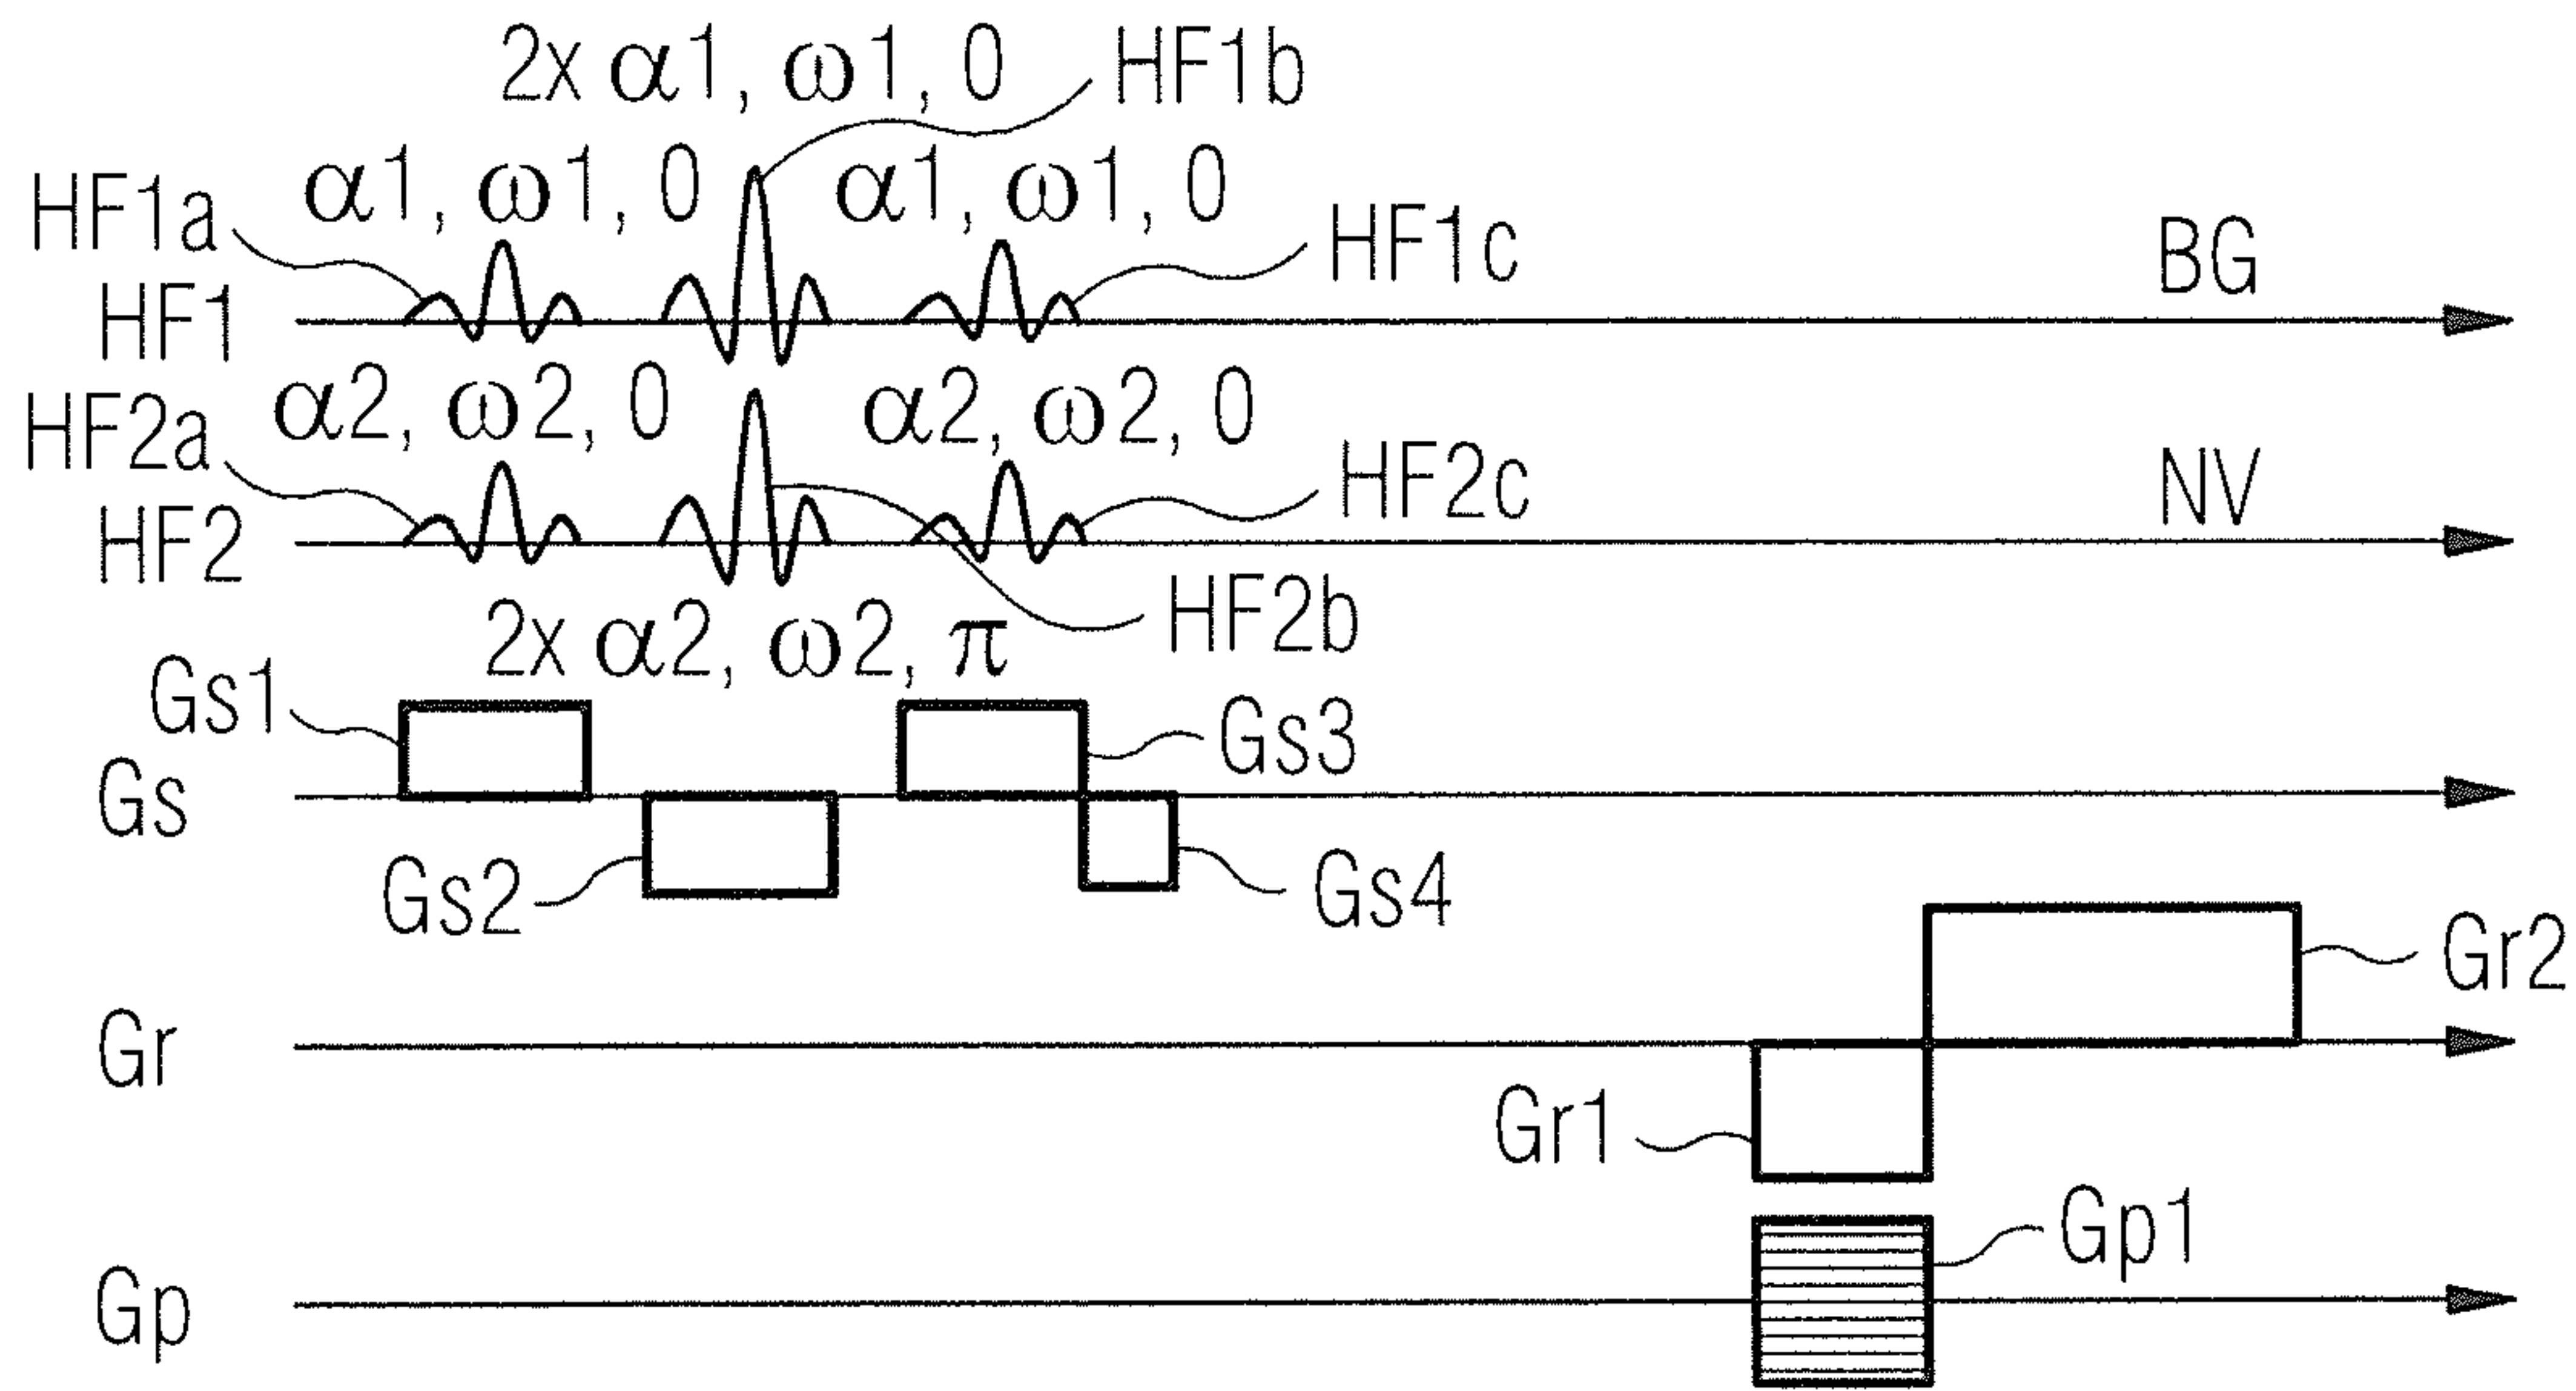 2x α1, ω1, 0 HF1b
HF1a α1, ω1, 0 α1, ω1, 0 HF1c BG
HF1
HF2a α2, ω2, 0 α2, ω2, 0 HF2c NV
HF2
2x α2, ω2, π HF2b
Gs1 Gs3
Gs
Gs2 Gs4
Gr2
Gr
Gr1
Gp1
Gp